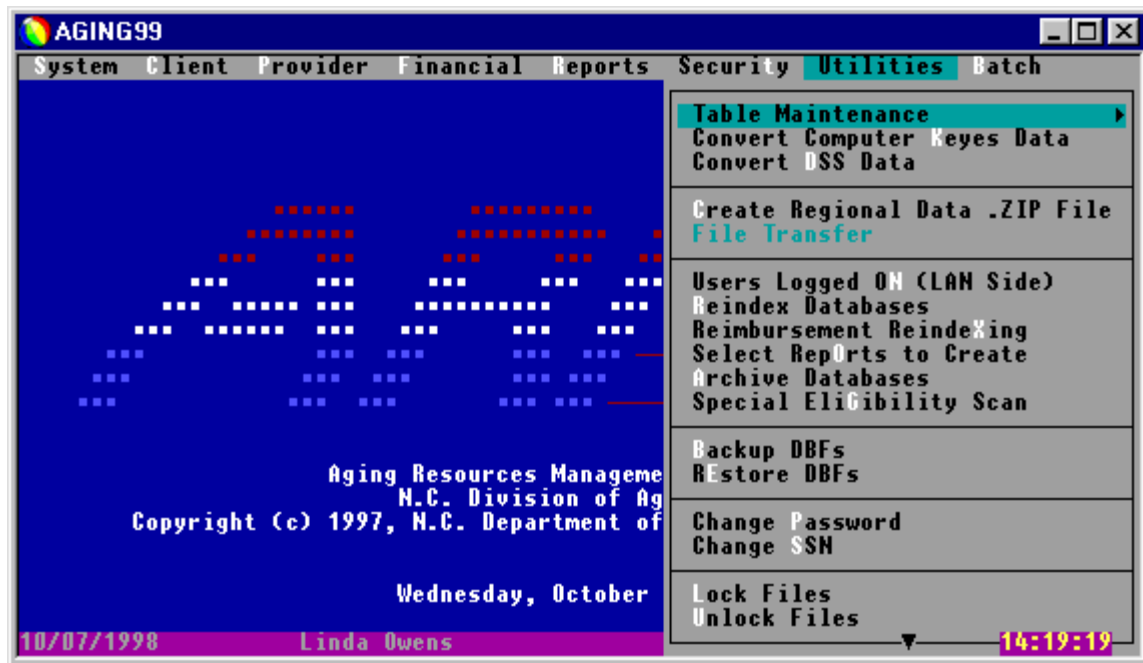 AGING99
System Client Provider Financial Reports Security Utilities Batch
Table Maintenance
Convert Computer Keyes Data
Convert DSS Data
Create Regional Data .ZIP File
File Transfer
Users Logged ON (LAN Side)
Reindex Databases
Reimbursement ReindeXing
Select RepOrts to Create
Archive Databases
Special EliGibility Scan
Backup DBFs
REstore DBFs
Change Password
Change SSN
Lock Files
Unlock Files
Aging Resources Manageme
N.C. Division of Ag
Copyright (c) 1997, N.C. Department of
Wednesday, October
10/07/1998 Linda Owens 14:19:19